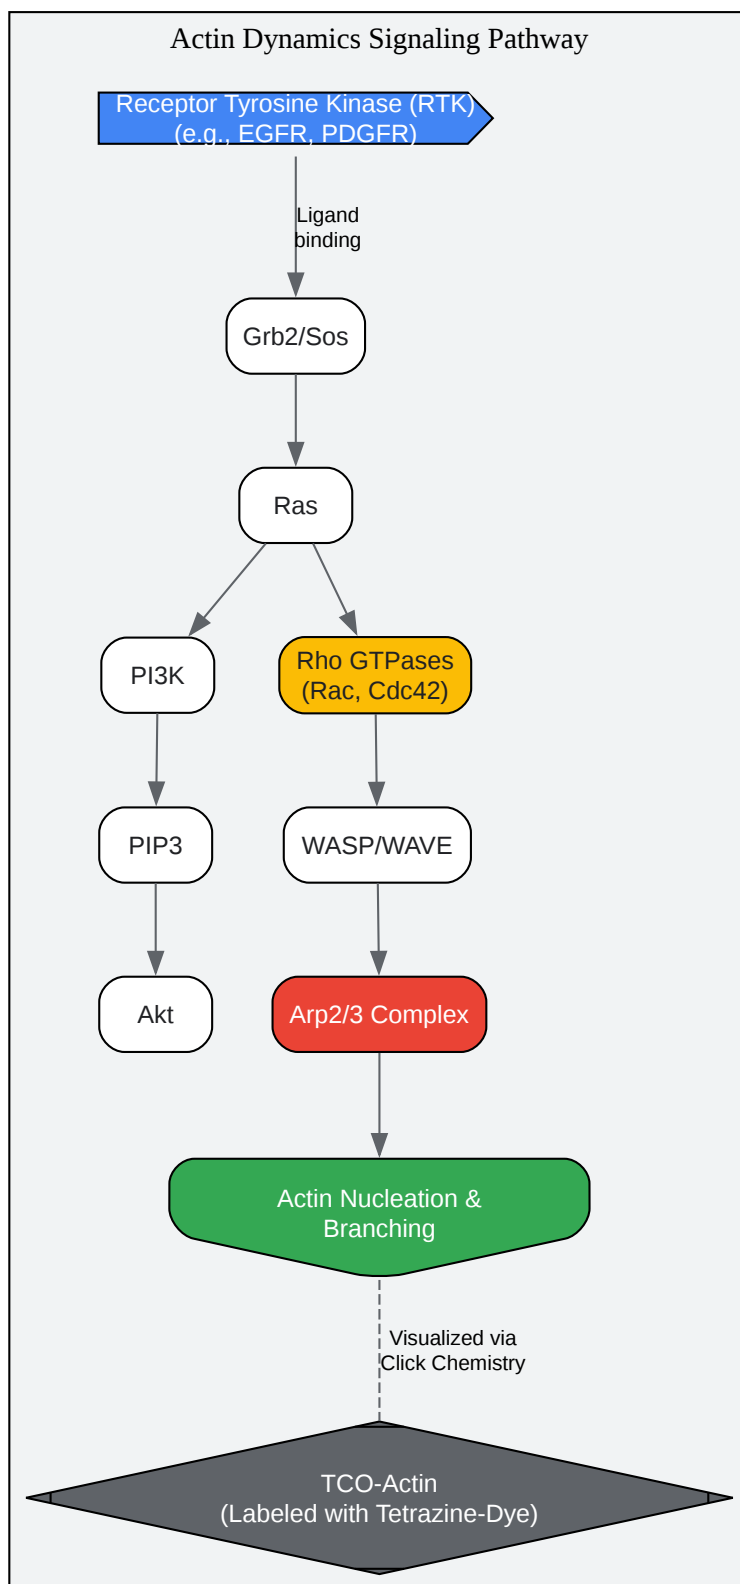 Actin Dynamics Signaling Pathway
Receptor Tyrosine Kinase (RTK)
(e.g., EGFR, PDGFR)
Ligand
binding
Grb2/Sos
Ras
PI3K
Rho GTPases
(Rac, Cdc42)
PIP3
WASP/WAVE
Akt
Arp2/3 Complex
Actin Nucleation &
Branching
Visualized via
Click Chemistry
TCO-Actin
(Labeled with Tetrazine-Dye)